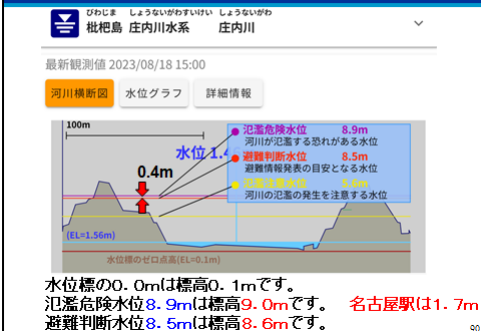 びわじま しょうないがわすいけい しょうないがわ
枇杷島 庄内川水系 庄内川
最新観測値 2023/08/18 15:00
河川横断図 水位グラフ 詳細情報
100m
氾濫危険水位 8.9m
河川が氾濫する恐れがある水位
水位 1.4
避難判断水位 8.5m
避難情報発表の目安となる水位
0.4m
氾濫注意水位 5.6m
河川の氾濫の発生を注意する水位
(EL=1.56m)
水位標のゼロ点高(EL=0.1m)
水位標の0.0mは標高0.1mです。
氾濫危険水位8.9mは標高9.0mです。 名古屋駅は1.7m
避難判断水位8.5mは標高8.6mです。
90